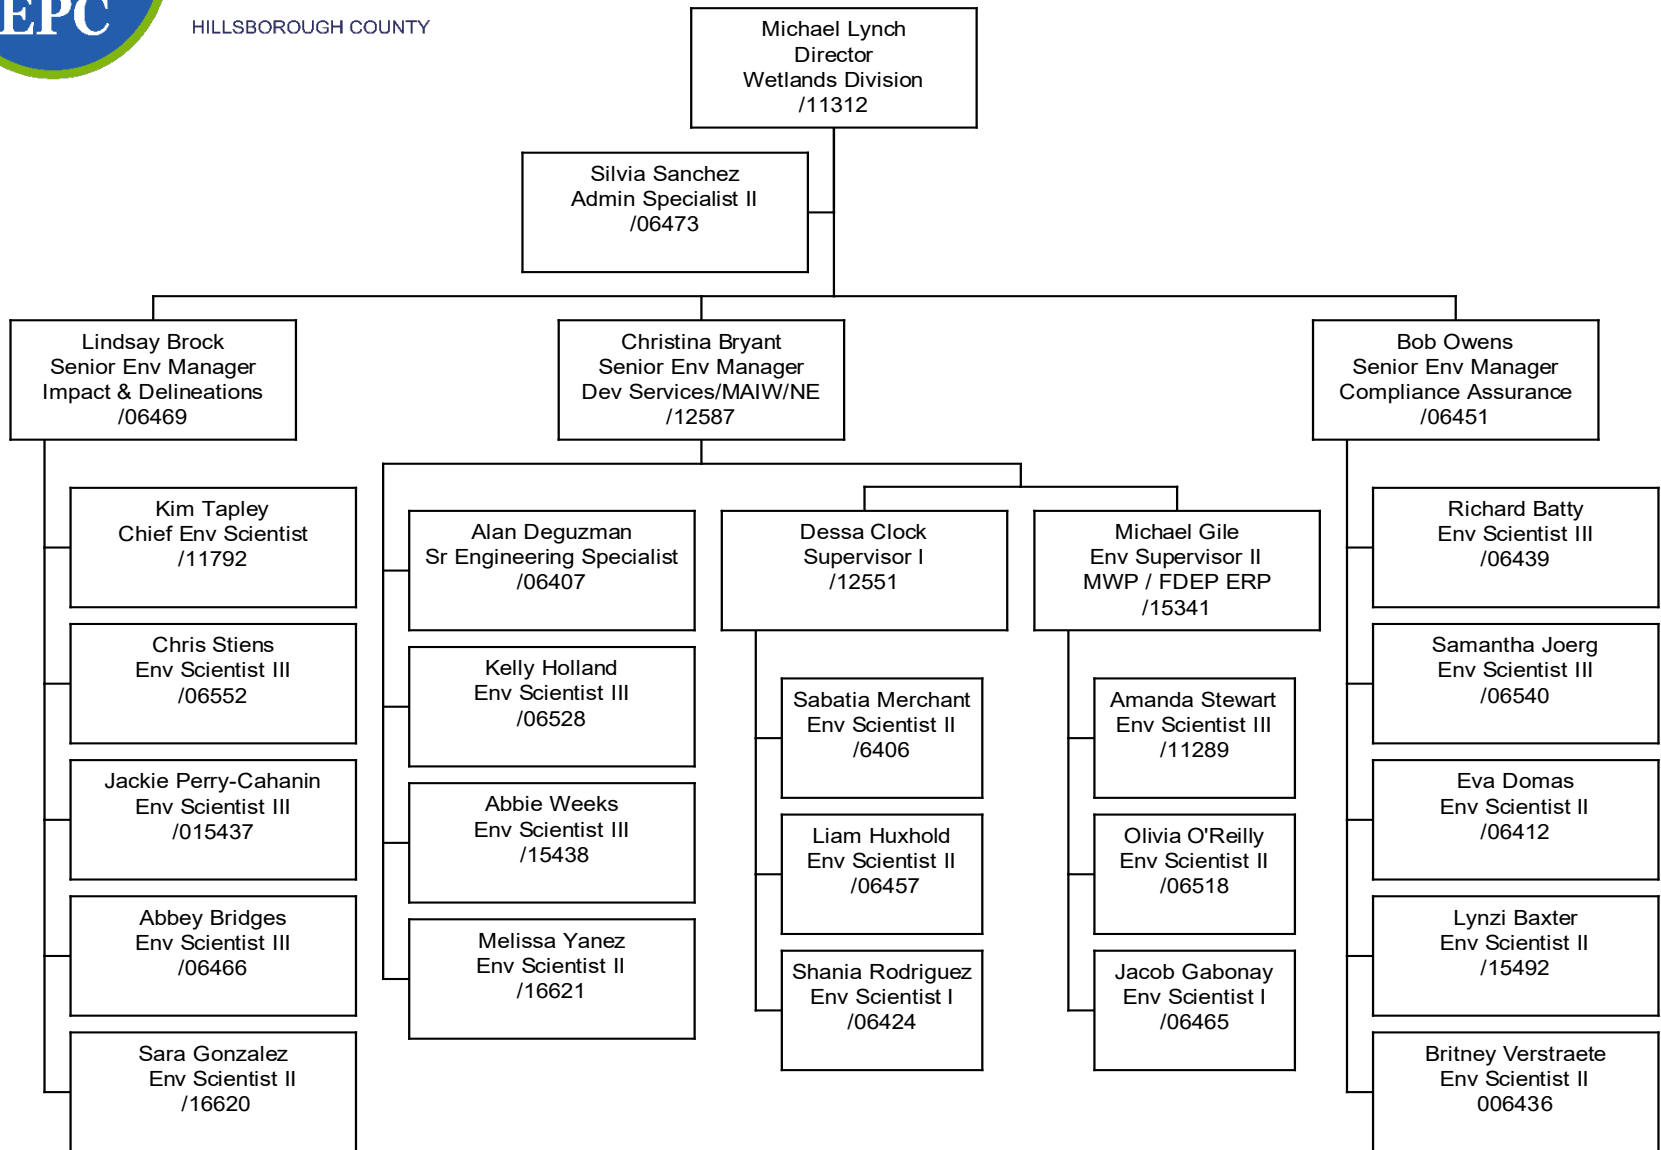 EPC
HILLSBOROUGH COUNTY
Michael Lynch
Director
Wetlands Division
/11312
Silvia Sanchez
Admin Specialist II
/06473
Lindsay Brock
Senior Env Manager
Impact & Delineations
/06469
Christina Bryant
Senior Env Manager
Dev Services/MAIW/NE
/12587
Bob Owens
Senior Env Manager
Compliance Assurance
/06451
Kim Tapley
Chief Env Scientist
/11792
Chris Stiens
Env Scientist III
/06552
Jackie Perry-Cahanin
Env Scientist III
/015437
Abbey Bridges
Env Scientist III
/06466
Sara Gonzalez
Env Scientist II
/16620
Alan Deguzman
Sr Engineering Specialist
/06407
Kelly Holland
Env Scientist III
/06528
Abbie Weeks
Env Scientist III
/15438
Melissa Yanez
Env Scientist II
/16621
Dessa Clock
Supervisor I
/12551
Sabatia Merchant
Env Scientist II
/6406
Liam Huxhold
Env Scientist II
/06457
Shania Rodriguez
Env Scientist I
/06424
Michael Gile
Env Supervisor II
MWP / FDEP ERP
/15341
Amanda Stewart
Env Scientist III
/11289
Olivia O'Reilly
Env Scientist II
/06518
Jacob Gabonay
Env Scientist I
/06465
Richard Batty
Env Scientist III
/06439
Samantha Joerg
Env Scientist III
/06540
Eva Domas
Env Scientist II
/06412
Lynzi Baxter
Env Scientist II
/15492
Britney Verstraete
Env Scientist II
006436